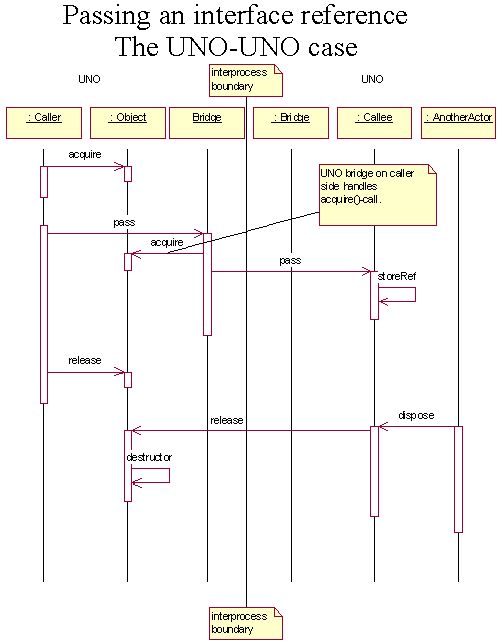 Passing an interface reference
The UNO-UNO case
UNO
interprocess
boundary
UNO
: Caller
: Object
Bridge
: Bridge
: Callee
: AnotherActor
acquire
UNO bridge on caller
side handles
acquire()-call.
pass
acquire
pass
storeRef
release
release
dispose
destructor
interprocess
boundary